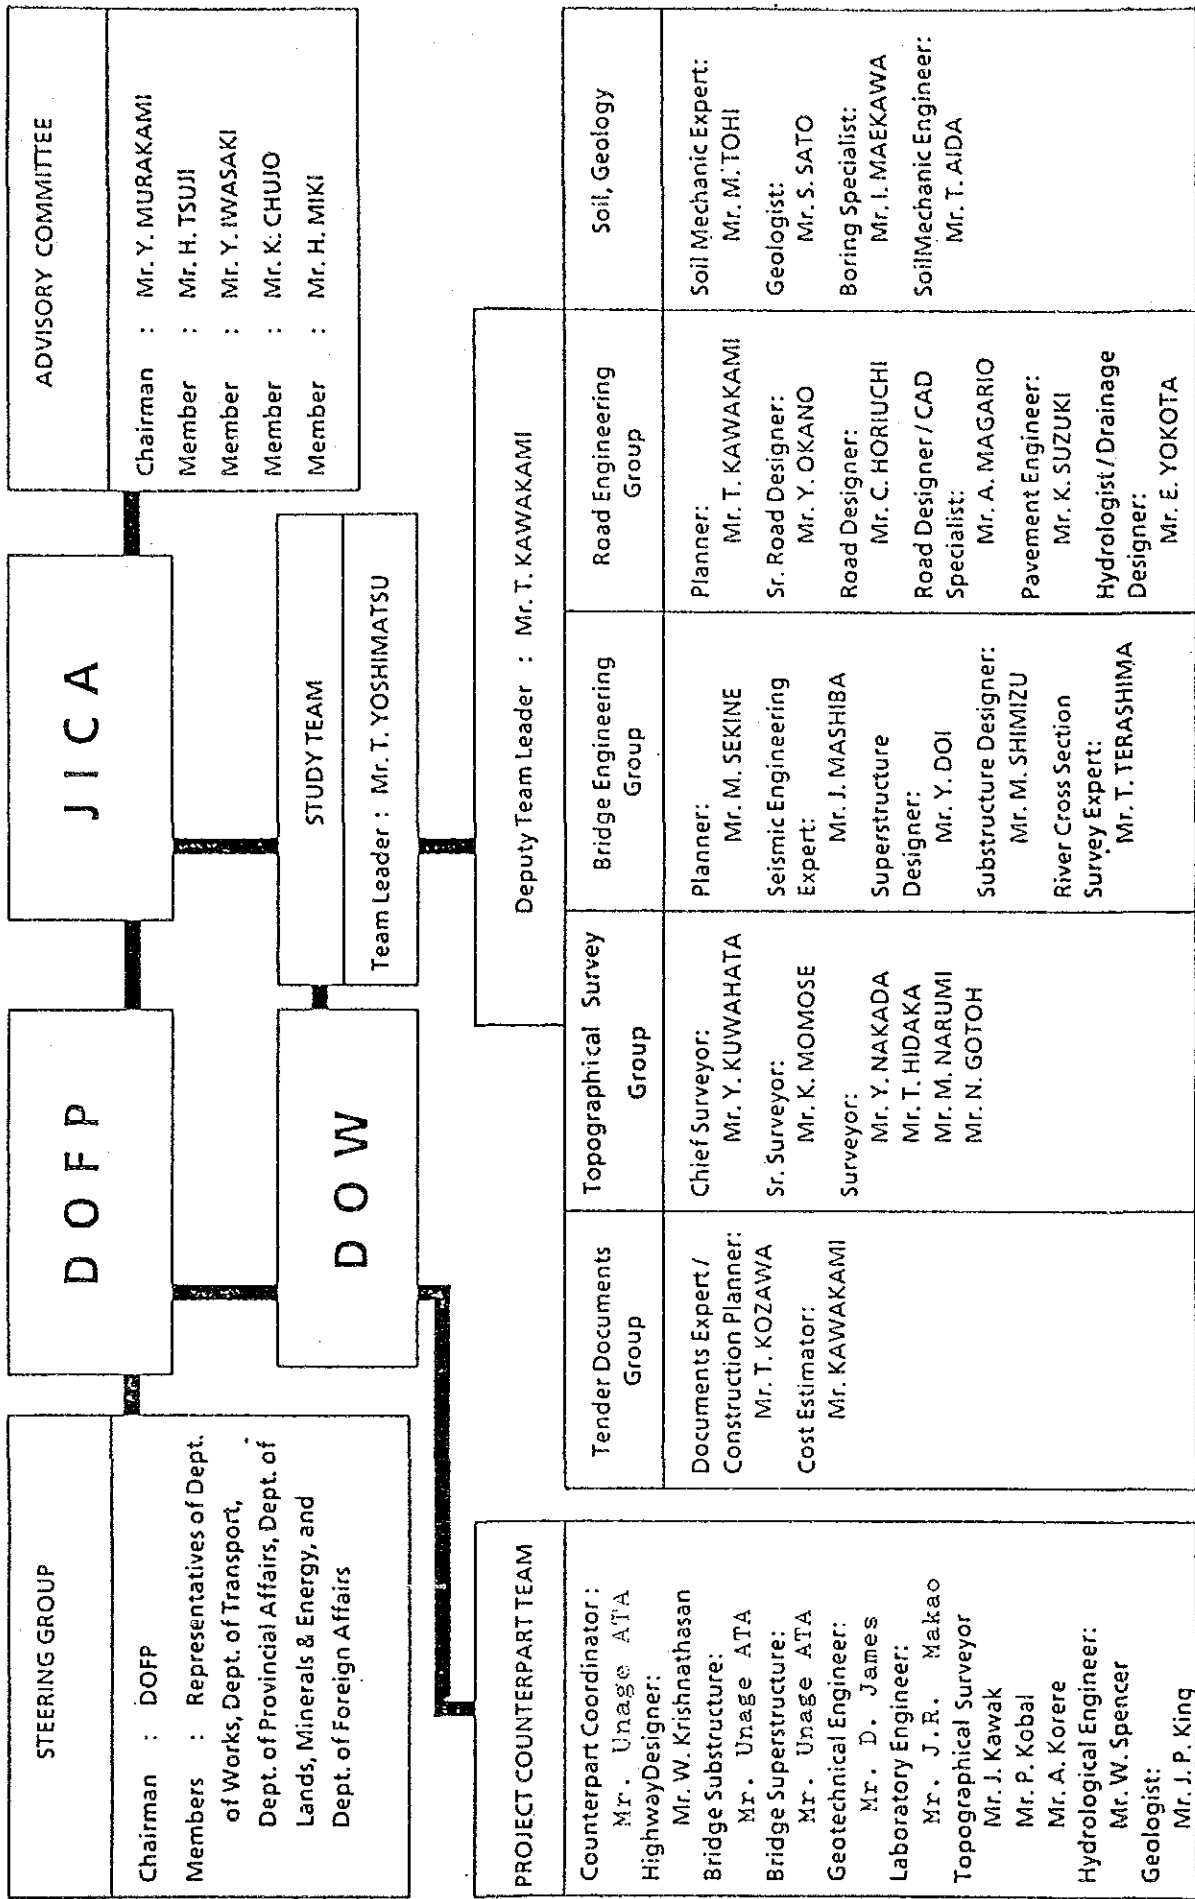 STEERING GROUP
Chairman : DOFP
Members : Representatives of Dept.
of Works, Dept. of Transport,
Dept. of Provincial Affairs, Dept. of
Lands, Minerals & Energy, and
Dept. of Foreign Affairs
D O F P
J I C A
ADVISORY COMMITTEE
Chairman : Mr. Y. MURAKAMI
Member : Mr. H. TSUJI
Member : Mr. Y. IWASAKI
Member : Mr. K. CHUJO
Member : Mr. H. MIKI
D O W
STUDY TEAM
Team Leader : Mr. T. YOSHIMATSU
PROJECT COUNTERPART TEAM
Counterpart Coordinator :
Mr. Unage ATA
HighwayDesigner:
Mr. W. Krishnathasan
Bridge Substructure:
Mr. Unage ATA
Bridge Superstructure:
Mr. Unage ATA
Geotechnical Engineer:
Mr. D. James
Laboratory Engineer:
Mr. J.R. Makao
Topographical Surveyor
Mr. J. Kawak
Mr. P. Kobal
Mr. A. Korere
Hydrological Engineer:
Mr. W. Spencer
Geologist:
Mr. J. P. King
Deputy Team Leader : Mr. T. KAWAKAMI
Tender Documents
Group
Documents Expert /
Construction Planner:
Mr. T. KOZAWA
Cost Estimator:
Mr. KAWAKAMI
Topographical Survey
Group
Chief Surveyor:
Mr. Y. KUWAHATA
Sr. Surveyor:
Mr. K. MOMOSE
Surveyor:
Mr. Y. NAKADA
Mr. T. HIDAKA
Mr. M. NARUMI
Mr. N. GOTOH
Bridge Engineering
Group
Planner:
Mr. M. SEKINE
Seismic Engineering
Expert:
Mr. J. MASHIBA
Superstructure
Designer:
Mr. Y. DOI
Substructure Designer:
Mr. M. SHIMIZU
River Cross Section
Survey Expert:
Mr. T. TERASHIMA
Road Engineering
Group
Planner:
Mr. T. KAWAKAMI
Sr. Road Designer:
Mr. Y. OKANO
Road Designer:
Mr. C. HORIUCHI
Road Designer / CAD
Specialist:
Mr. A. MAGARIO
Pavement Engineer:
Mr. K. SUZUKI
Hydrologist / Drainage
Designer:
Mr. E. YOKOTA
Soil, Geology
Soil Mechanic Expert:
Mr. M. TOHI
Geologist:
Mr. S. SATO
Boring Specialist:
Mr. I. MAEKAWA
SoilMechanic Engineer:
Mr. T. AIDA